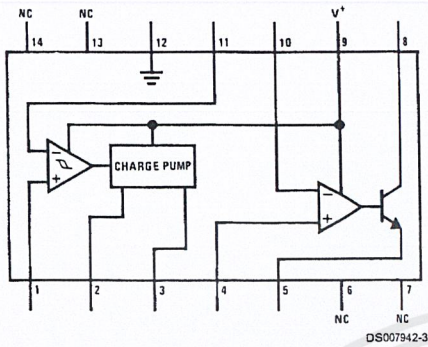 NC NC V+
14 13 12 11 10 9 8
−
+
CHARGE PUMP
−
+
1 2 3 4 5 6 7
NC NC
DS007942-3